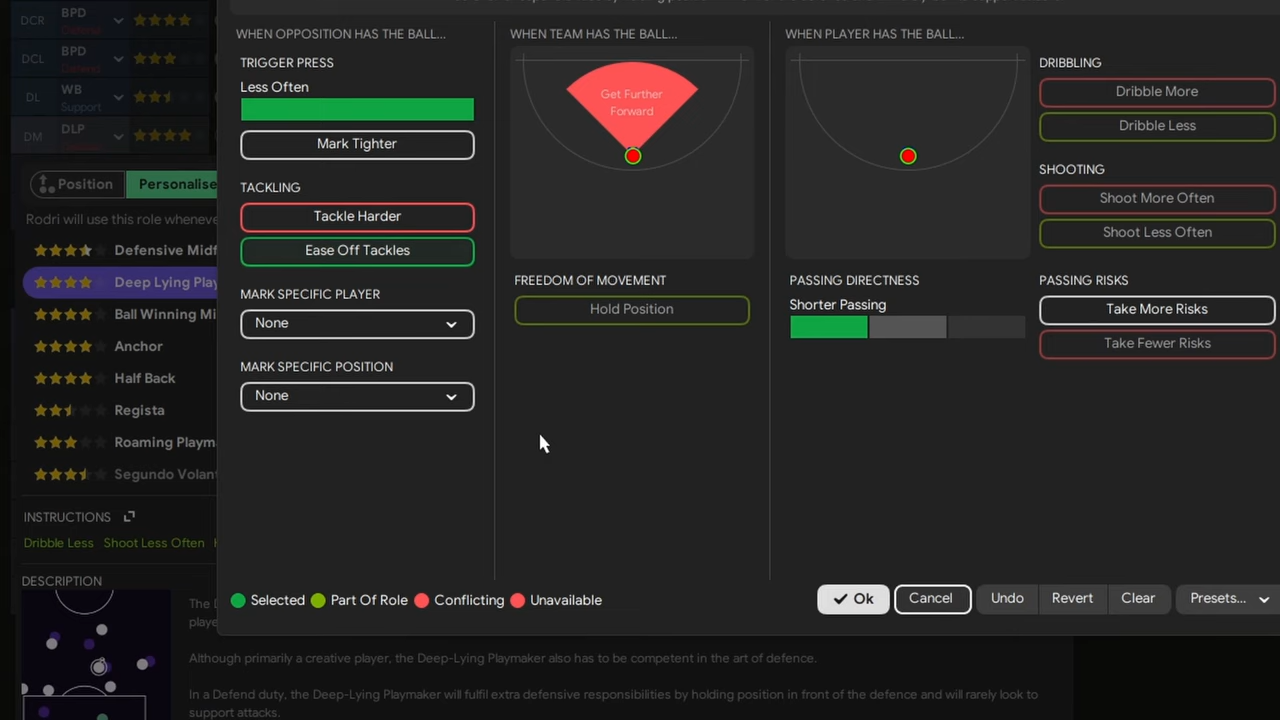 WHEN OPPOSITION HAS THE BALL...
TRIGGER PRESS
Less Often
Mark Tighter
TACKLING
Tackle Harder
Ease Off Tackles
MARK SPECIFIC PLAYER
None
MARK SPECIFIC POSITION
None
WHEN TEAM HAS THE BALL...
Get Further
Forward
FREEDOM OF MOVEMENT
Hold Position
WHEN PLAYER HAS THE BALL...
PASSING DIRECTNESS
Shorter Passing
DRIBBLING
Dribble More
Dribble Less
SHOOTING
Shoot More Often
Shoot Less Often
PASSING RISKS
Take More Risks
Take Fewer Risks
Selected Part Of Role Conflicting Unavailable
Ok Cancel Undo Revert Clear Presets...
DCR BPD
DCL BPD
Defend
DL WB
Support
DM DLP
Position Personalise
Rodri will use this role wheneve
Defensive Midf
Deep Lying Play
Ball Winning Mi
Anchor
Half Back
Regista
Roaming Playm
Segundo Volant
INSTRUCTIONS
Dribble Less Shoot Less Often
DESCRIPTION
The
playe
Although primarily a creative player, the Deep-Lying Playmaker also has to be competent in the art of defence.
In a Defend duty, the Deep-Lying Playmaker will fulfil extra defensive responsibilities by holding position in front of the defence and will rarely look to
support attacks.